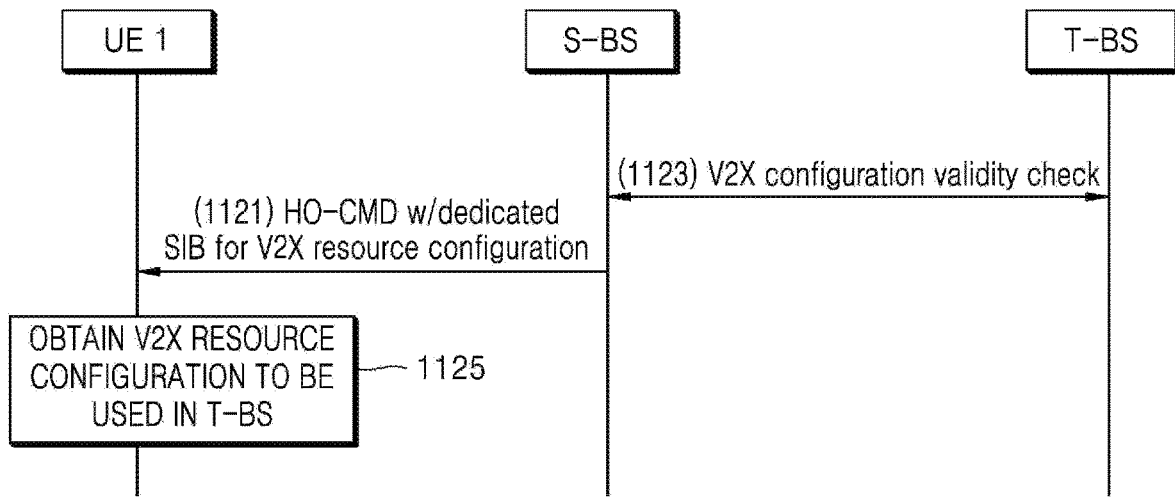 UE 1
S-BS
T-BS
(1123) V2X configuration validity check
(1121) HO-CMD w/dedicated
SIB for V2X resource configuration
OBTAIN V2X RESOURCE
CONFIGURATION TO BE
USED IN T-BS
1125